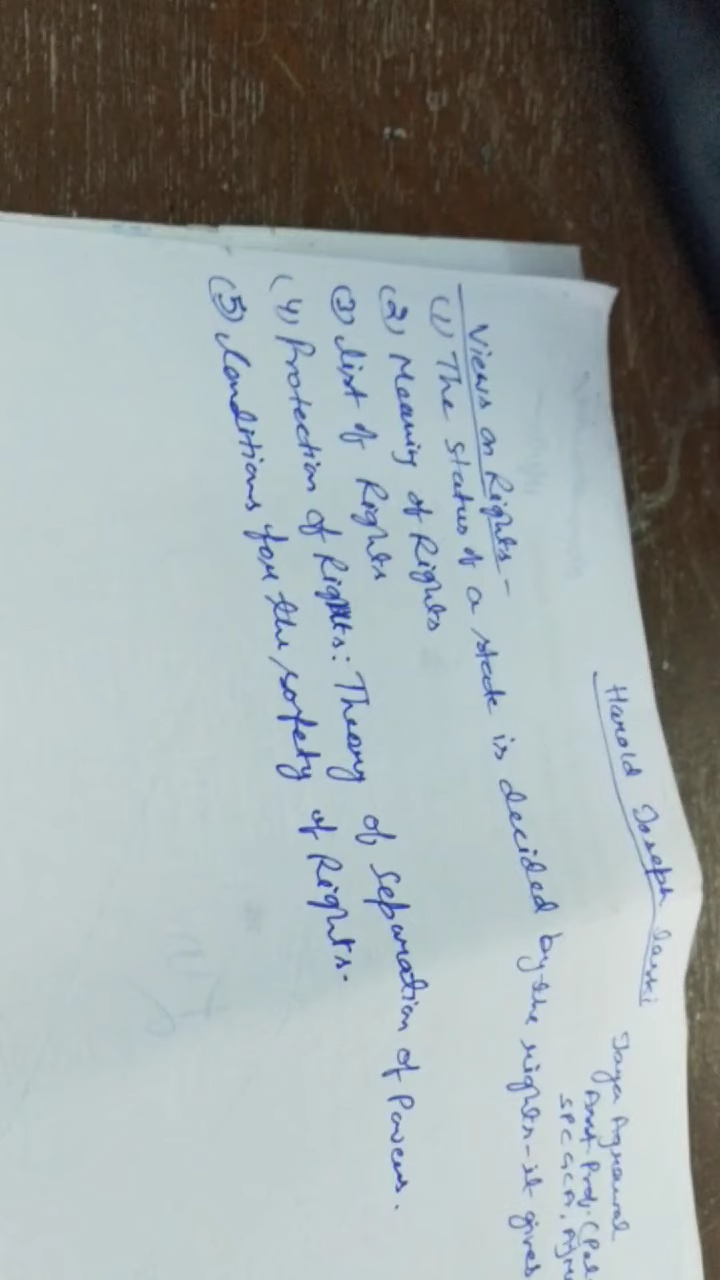 Harold Joseph Laski
Jaya Agrawal
Asst. Prof. (Pol
SPCGCA, Ajm
Views on Rights -
(1) The status of a state is decided by the rights - it gives
(2) Meaning of Rights
(3) List of Rights
(4) Protection of Rights: Theory of Separation of Powers.
(5) Conditions for the safety of Rights.